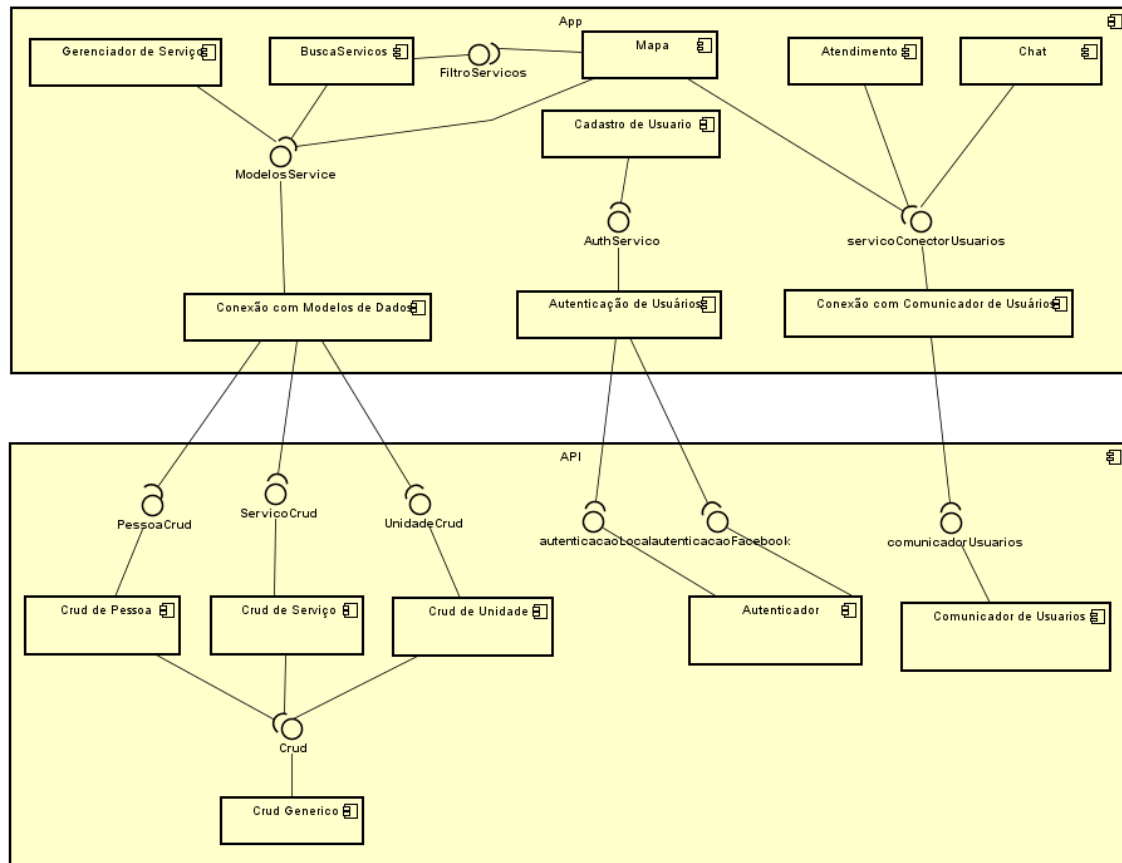 App
Gerenciador de Serviço
BuscaServicos
FiltroServicos
Mapa
Atendimento
Chat
Cadastro de Usuario
ModelosService
AuthServico
servicoConectorUsuarios
Conexão com Modelos de Dados
Autenticação de Usuários
Conexão com Comunicador de Usuários
API
PessoaCrud
ServicoCrud
UnidadeCrud
autenticacaoLocal
autenticacaoFacebook
comunicadorUsuarios
Crud de Pessoa
Crud de Serviço
Crud de Unidade
Autenticador
Comunicador de Usuarios
Crud
Crud Generico